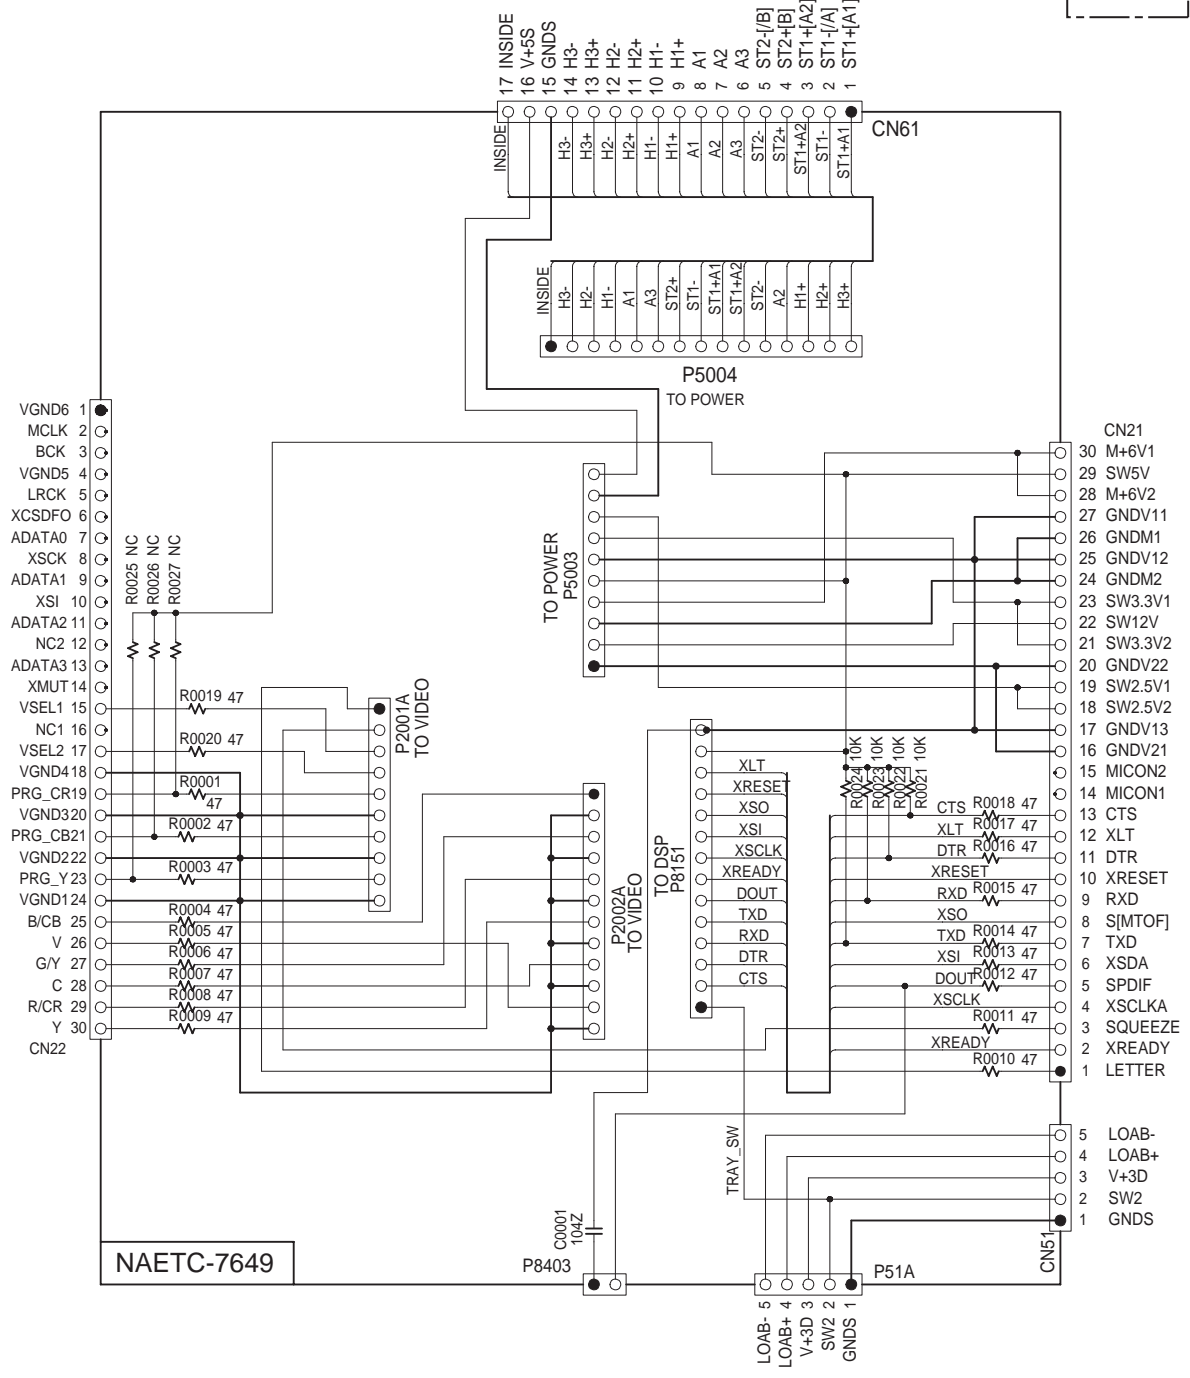 17 INSIDE
16 V+5S
15 GNDS
14 H3-
13 H3+
12 H2-
11 H2+
10 H1-
9 H1+
8 A1
7 A2
6 A3
5 ST2-[/B]
4 ST2+[B]
3 ST1+[A2]
2 ST1-[/A]
1 ST1+[A1]
CN61
INSIDE
H3-
H3+
H2-
H2+
H1-
H1+
A1
A2
A3
ST2-
ST2+
ST1+A2
ST1-
ST1+A1
INSIDE
H3-
H2-
H1-
A1
A3
ST2+
ST1-
ST1+A1
ST1+A2
ST2-
A2
H1+
H2+
H3+
P5004
TO POWER
VGND6 1
MCLK 2
BCK 3
VGND5 4
LRCK 5
XCSDFO 6
ADATA0 7
XSCK 8
ADATA1 9
XSI 10
ADATA2 11
NC2 12
ADATA3 13
XMUT 14
VSEL1 15
NC1 16
VSEL2 17
VGND4 18
PRG_CR 19
VGND3 20
PRG_CB 21
VGND2 22
PRG_Y 23
VGND1 24
B/CB 25
V 26
G/Y 27
C 28
R/CR 29
Y 30
CN22
R0025 NC
R0026 NC
R0027 NC
R0019 47
R0020 47
R0001
47
R0002 47
R0003 47
R0004 47
R0005 47
R0006 47
R0007 47
R0008 47
R0009 47
P2001A
TO VIDEO
P2002A
TO VIDEO
TO POWER
P5003
TO DSP
P8151
XLT
XRESET
XSO
XSI
XSCLK
XREADY
DOUT
TXD
RXD
DTR
CTS
R0024 10K
R0023 10K
R0022 10K
R0021 10K
CTS R0018 47
XLT R0017 47
DTR R0016 47
XRESET
RXD R0015 47
XSO
TXD R0014 47
XSI R0013 47
DOUT R0012 47
XSCLK
R0011 47
XREADY
R0010 47
CN21
30 M+6V1
29 SW5V
28 M+6V2
27 GNDV11
26 GNDM1
25 GNDV12
24 GNDM2
23 SW3.3V1
22 SW12V
21 SW3.3V2
20 GNDV22
19 SW2.5V1
18 SW2.5V2
17 GNDV13
16 GNDV21
15 MICON2
14 MICON1
13 CTS
12 XLT
11 DTR
10 XRESET
9 RXD
8 S[MTOF]
7 TXD
6 XSDA
5 SPDIF
4 XSCLKA
3 SQUEEZE
2 XREADY
1 LETTER
5 LOAB-
4 LOAB+
3 V+3D
2 SW2
1 GNDS
CN51
TRAY_SW
C0001
104Z
P8403
P51A
LOAB- 5
LOAB+ 4
V+3D 3
SW2 2
GNDS 1
NAETC-7649